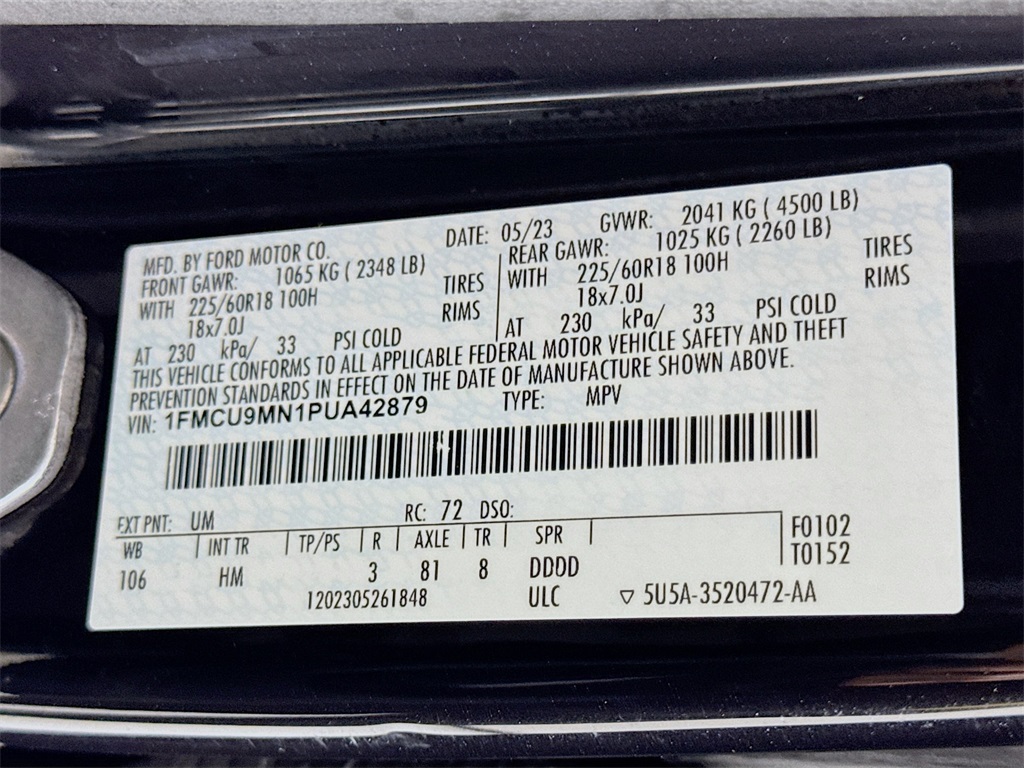 MFD. BY FORD MOTOR CO. DATE: 05/23 GVWR: 2041 KG ( 4500 LB)
FRONT GAWR: 1065 KG ( 2348 LB) REAR GAWR: 1025 KG ( 2260 LB)
WITH 225/60R18 100H TIRES WITH 225/60R18 100H TIRES
18x7.0J RIMS 18x7.0J RIMS
AT 230 kPa/ 33 PSI COLD AT 230 kPa/ 33 PSI COLD
THIS VEHICLE CONFORMS TO ALL APPLICABLE FEDERAL MOTOR VEHICLE SAFETY AND THEFT
PREVENTION STANDARDS IN EFFECT ON THE DATE OF MANUFACTURE SHOWN ABOVE.
VIN: 1FMCU9MN1PUA42879 TYPE: MPV
EXT PNT: UM RC: 72 DSO:
WB INT TR TP/PS R AXLE TR SPR F0102
106 HM 3 81 8 DDDD T0152
1202305261848 ULC ▽ 5U5A-3520472-AA